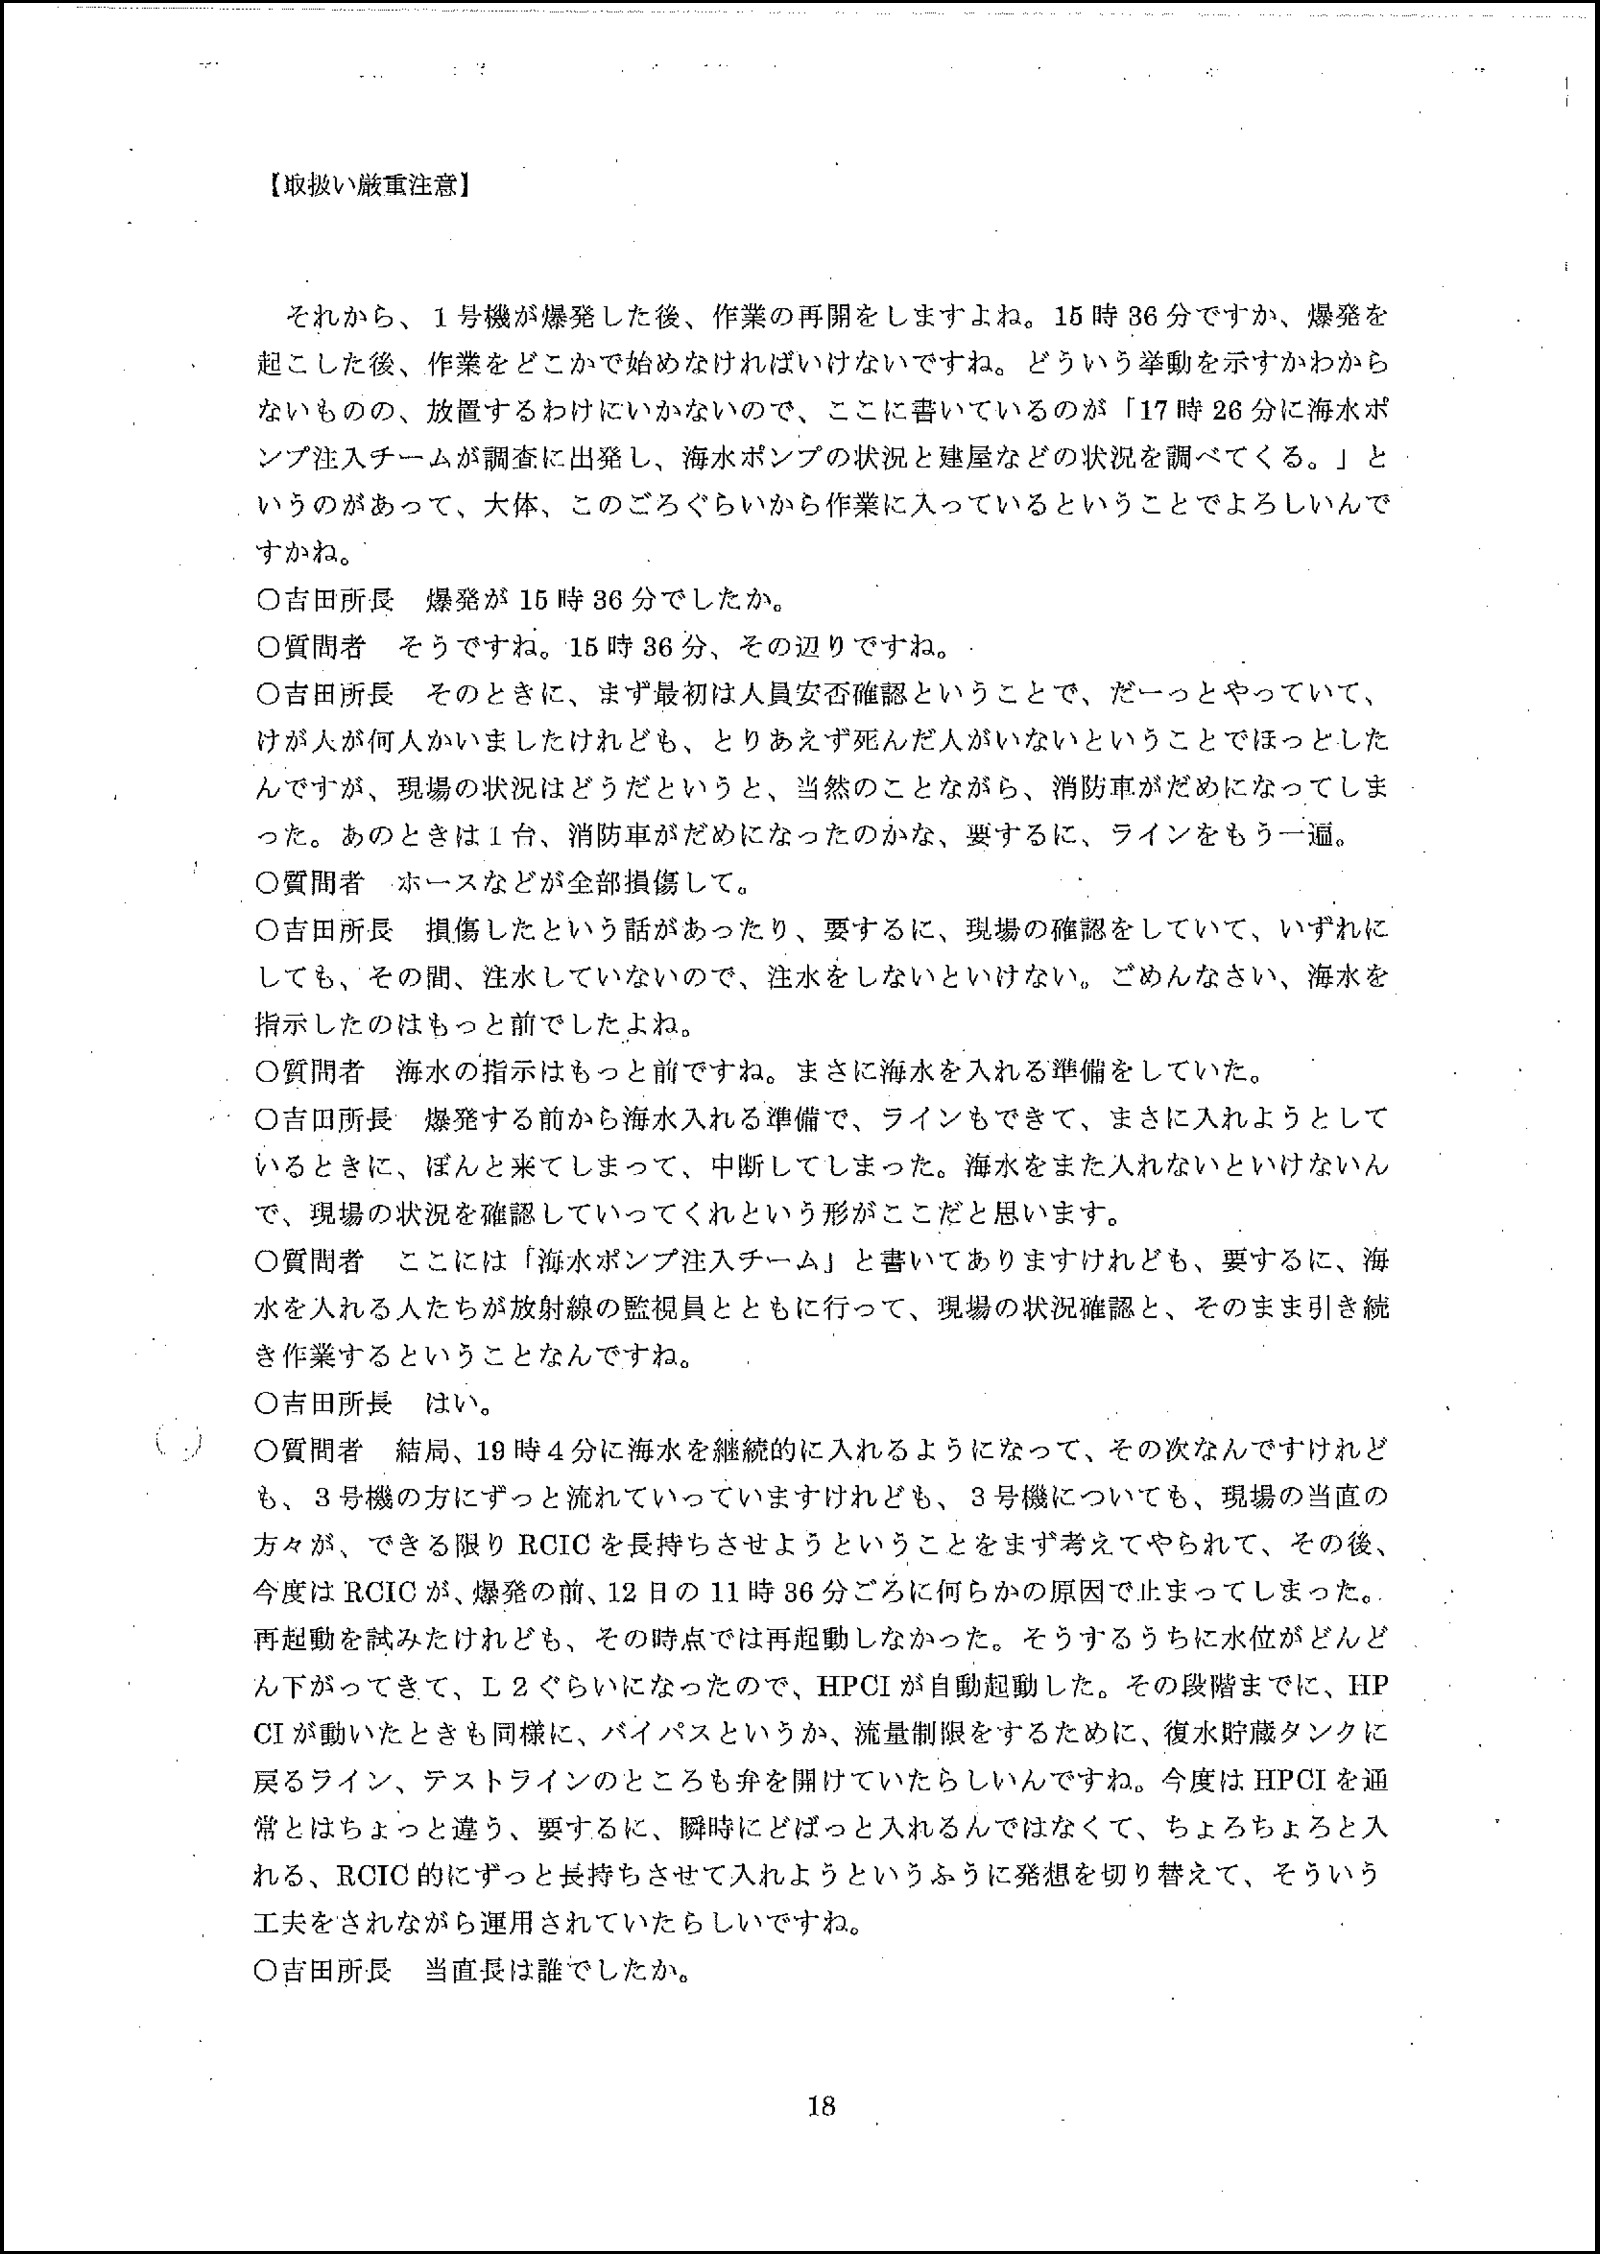 【取扱い厳重注意】
それから、１号機が爆発した後、作業の再開をしますよね。15時36分ですか、爆発を
起こした後、作業をどこかで始めなければいけないですね。どういう挙動を示すかわから
ないものの、放置するわけにいかないので、ここに書いているのが「17時26分に海水ポ
ンプ注入チームが調査に出発し、海水ポンプの状況と建屋などの状況を調べてくる。」と
いうのがあって、大体、このごろぐらいから作業に入っているということでよろしいんで
すかね。
○吉田所長　爆発が15時36分でしたか。
○質問者　そうですね。15時36分、その辺りですね。
○吉田所長　そのときに、まず最初は人員安否確認ということで、だーっとやっていて、
けが人が何人かいましたけれども、とりあえず死んだ人がいないということでほっとした
んですが、現場の状況はどうだというと、当然のことながら、消防車がだめになってしま
った。あのときは１台、消防車がだめになったのかな、要するに、ラインをもう一遍。
○質問者　ホースなどが全部損傷して。
○吉田所長　損傷したという話があったり、要するに、現場の確認をしていて、いずれに
しても、その間、注水していないので、注水をしないといけない。ごめんなさい、海水を
指示したのはもっと前でしたよね。
○質問者　海水の指示はもっと前ですね。まさに海水を入れる準備をしていた。
○吉田所長　爆発する前から海水入れる準備で、ラインもできて、まさに入れようとして
いるときに、ぼんと来てしまって、中断してしまった。海水をまた入れないといけないん
で、現場の状況を確認していってくれという形がここだと思います。
○質問者　ここには「海水ポンプ注入チーム」と書いてありますけれども、要するに、海
水を入れる人たちが放射線の監視員とともに行って、現場の状況確認と、そのまま引き続
き作業するということなんですね。
○吉田所長　はい。
○質問者　結局、19時４分に海水を継続的に入れるようになって、その次なんですけれど
も、３号機の方にずっと流れていっていますけれども、３号機についても、現場の当直の
方々が、できる限りRCICを長持ちさせようということをまず考えてやられて、その後、
今度はRCICが、爆発の前、12日の11時36分ごろに何らかの原因で止まってしまった。
再起動を試みたけれども、その時点では再起動しなかった。そうするうちに水位がどんど
ん下がってきて、Ｌ２ぐらいになったので、HPCIが自動起動した。その段階までに、HP
CIが動いたときも同様に、バイパスというか、流量制限をするために、復水貯蔵タンクに
戻るライン、テストラインのところも弁を開けていたらしいんですね。今度はHPCIを通
常とはちょっと違う、要するに、瞬時にどばっと入れるんではなくて、ちょろちょろと入
れる、RCIC的にずっと長持ちさせて入れようというふうに発想を切り替えて、そういう
工夫をされながら運用されていたらしいですね。
○吉田所長　当直長は誰でしたか。
18